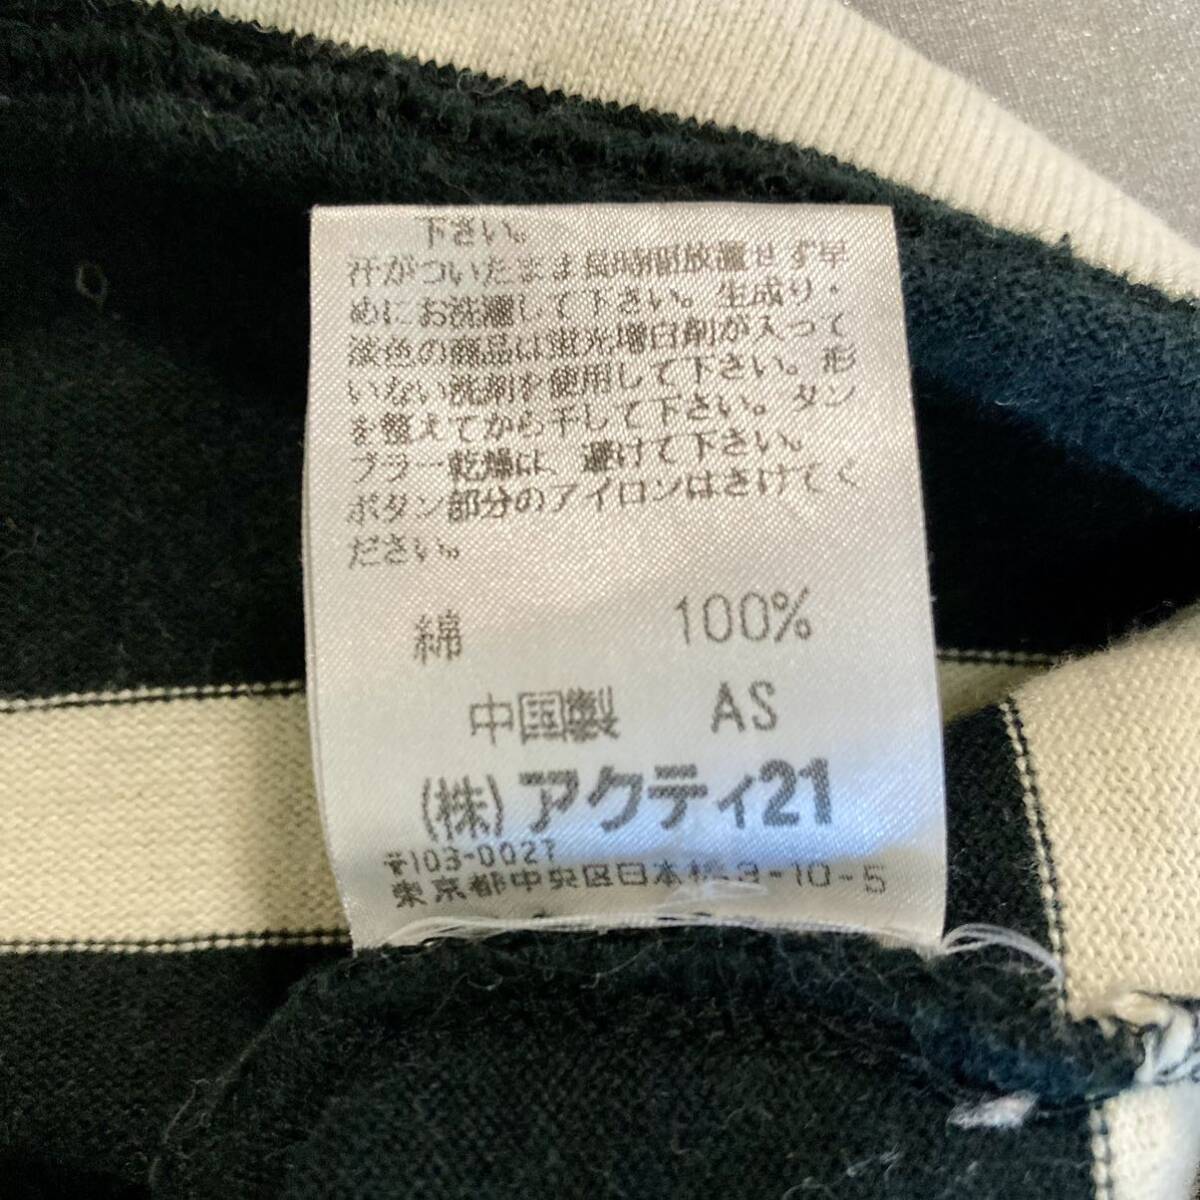 下さい。
汗がついたまま長時間放置せず早
めにお洗濯して下さい。生成り・
淡色の商品は蛍光増白剤が入って
いない洗剤を使用して下さい。形
を整えてから干して下さい。タン
ブラー乾燥は、避けて下さい。
ボタン部分のアイロンはさけてく
ださい。
綿 100%
中国製 AS
(株)アクティ21
〒103-0027
東京都中央区日本橋3-10-5